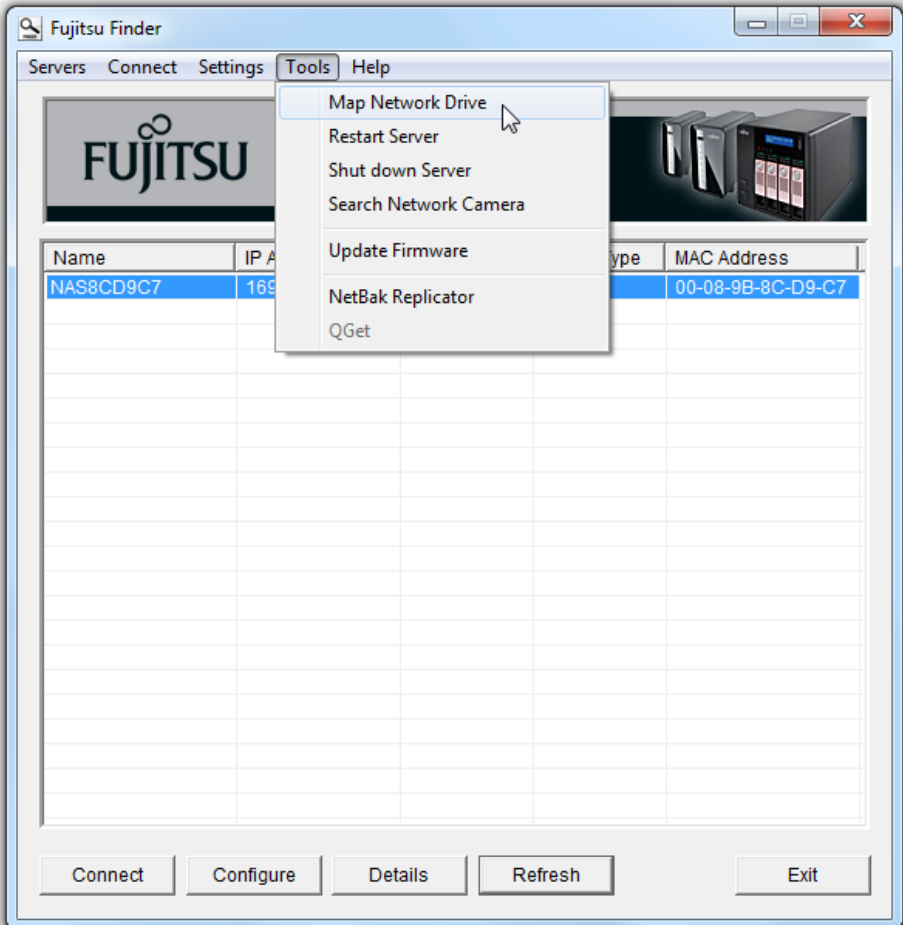 Fujitsu Finder
Servers Connect Settings Tools Help
FUJITSU
Map Network Drive
Restart Server
Shut down Server
Search Network Camera
Update Firmware
NetBak Replicator
QGet
Name IP A ype MAC Address
NAS8CD9C7 169 00-08-9B-8C-D9-C7
Connect Configure Details Refresh Exit